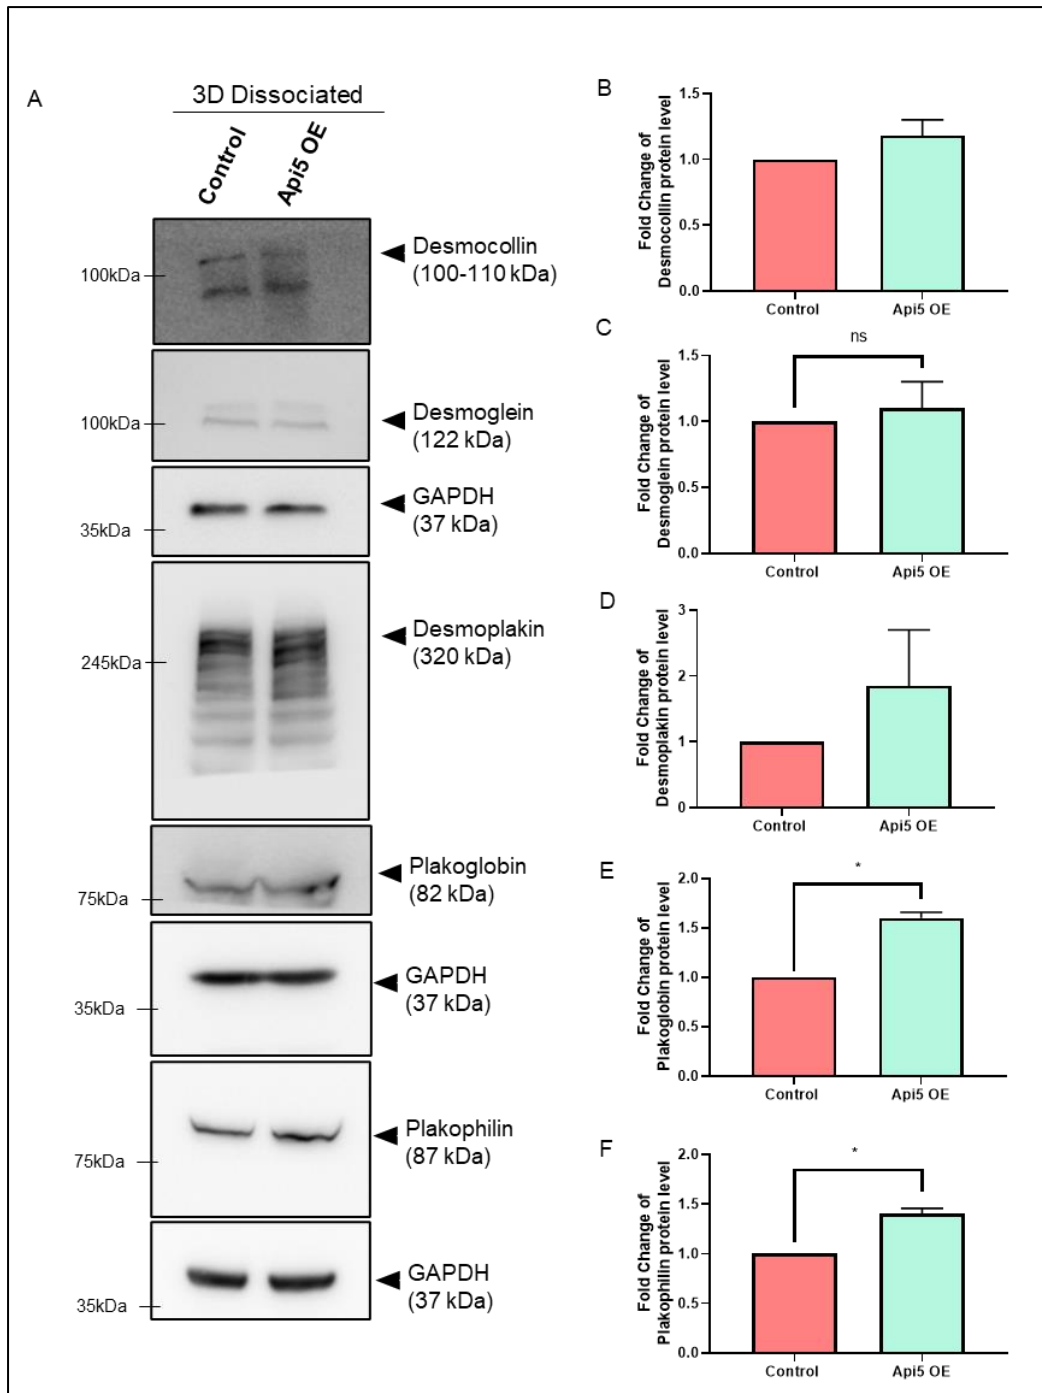 A
3D Dissociated
Control
Api5 OE
100kDa
Desmocollin
(100-110 kDa)
100kDa
Desmoglein
(122 kDa)
GAPDH
(37 kDa)
35kDa
Desmoplakin
(320 kDa)
245kDa
Plakoglobin
(82 kDa)
75kDa
GAPDH
(37 kDa)
35kDa
Plakophilin
(87 kDa)
75kDa
GAPDH
(37 kDa)
35kDa
B
Fold Change of
Desmocollin protein level
1.5
1.0
0.5
0.0
Control
Api5 OE
C
ns
Fold Change of
Desmoglein protein level
1.5
1.0
0.5
0.0
Control
Api5 OE
D
Fold Change of
Desmoplakin protein level
3
2
1
0
Control
Api5 OE
E
*
Fold Change of
Plakoglobin protein level
2.0
1.5
1.0
0.5
0.0
Control
Api5 OE
F
*
Fold Change of
Plakophilin protein level
2.0
1.5
1.0
0.5
0.0
Control
Api5 OE